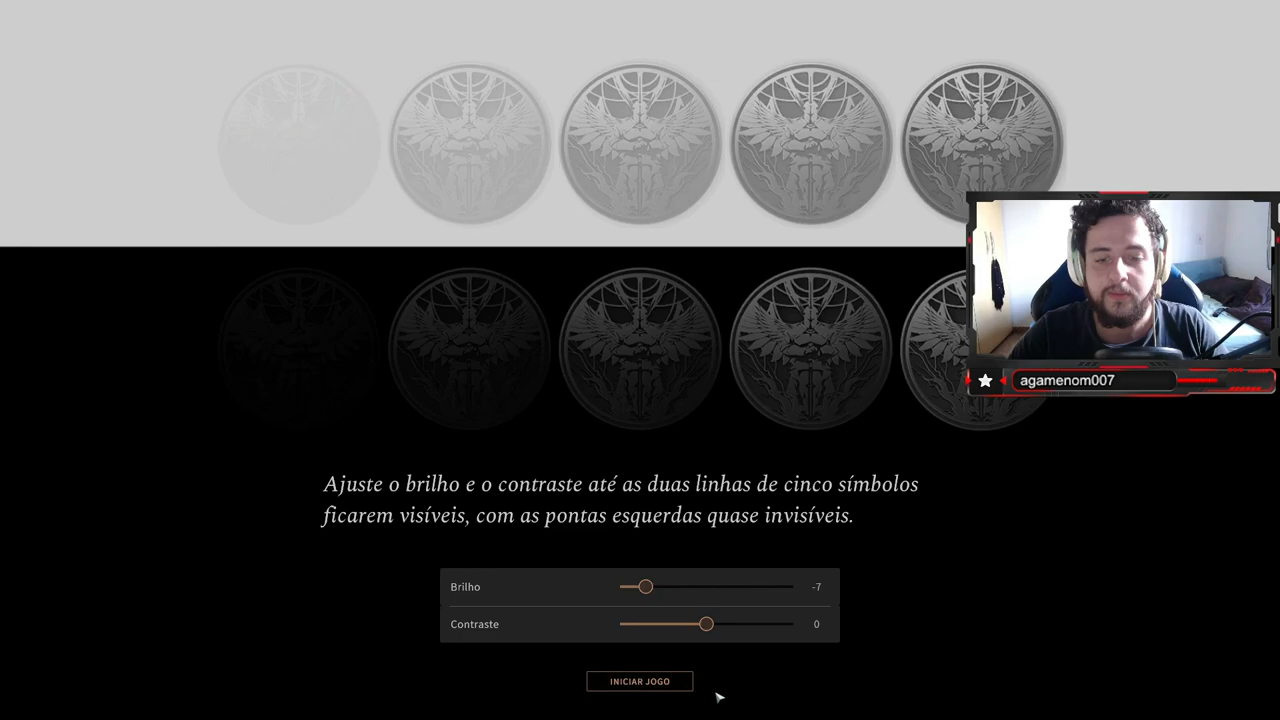 agamenom007
Ajuste o brilho e o contraste até as duas linhas de cinco símbolos
ficarem visíveis, com as pontas esquerdas quase invisíveis.
Brilho -7
Contraste 0
INICIAR JOGO